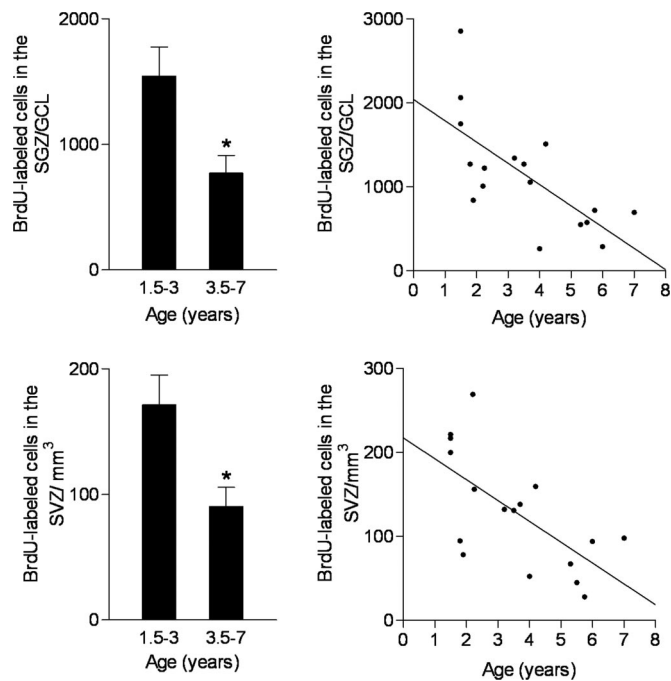 BrdU-labeled cells in the
SGZ/GCL
2000
1000
0
*
1.5-3 3.5-7
Age (years)
BrdU-labeled cells in the
SGZ/GCL
3000
2000
1000
0
0 1 2 3 4 5 6 7 8
Age (years)
BrdU-labeled cells in the
SVZ/ mm³
200
100
0
*
1.5-3 3.5-7
Age (years)
BrdU-labeled cells in the
SVZ/mm³
300
200
100
0
0 1 2 3 4 5 6 7 8
Age (years)